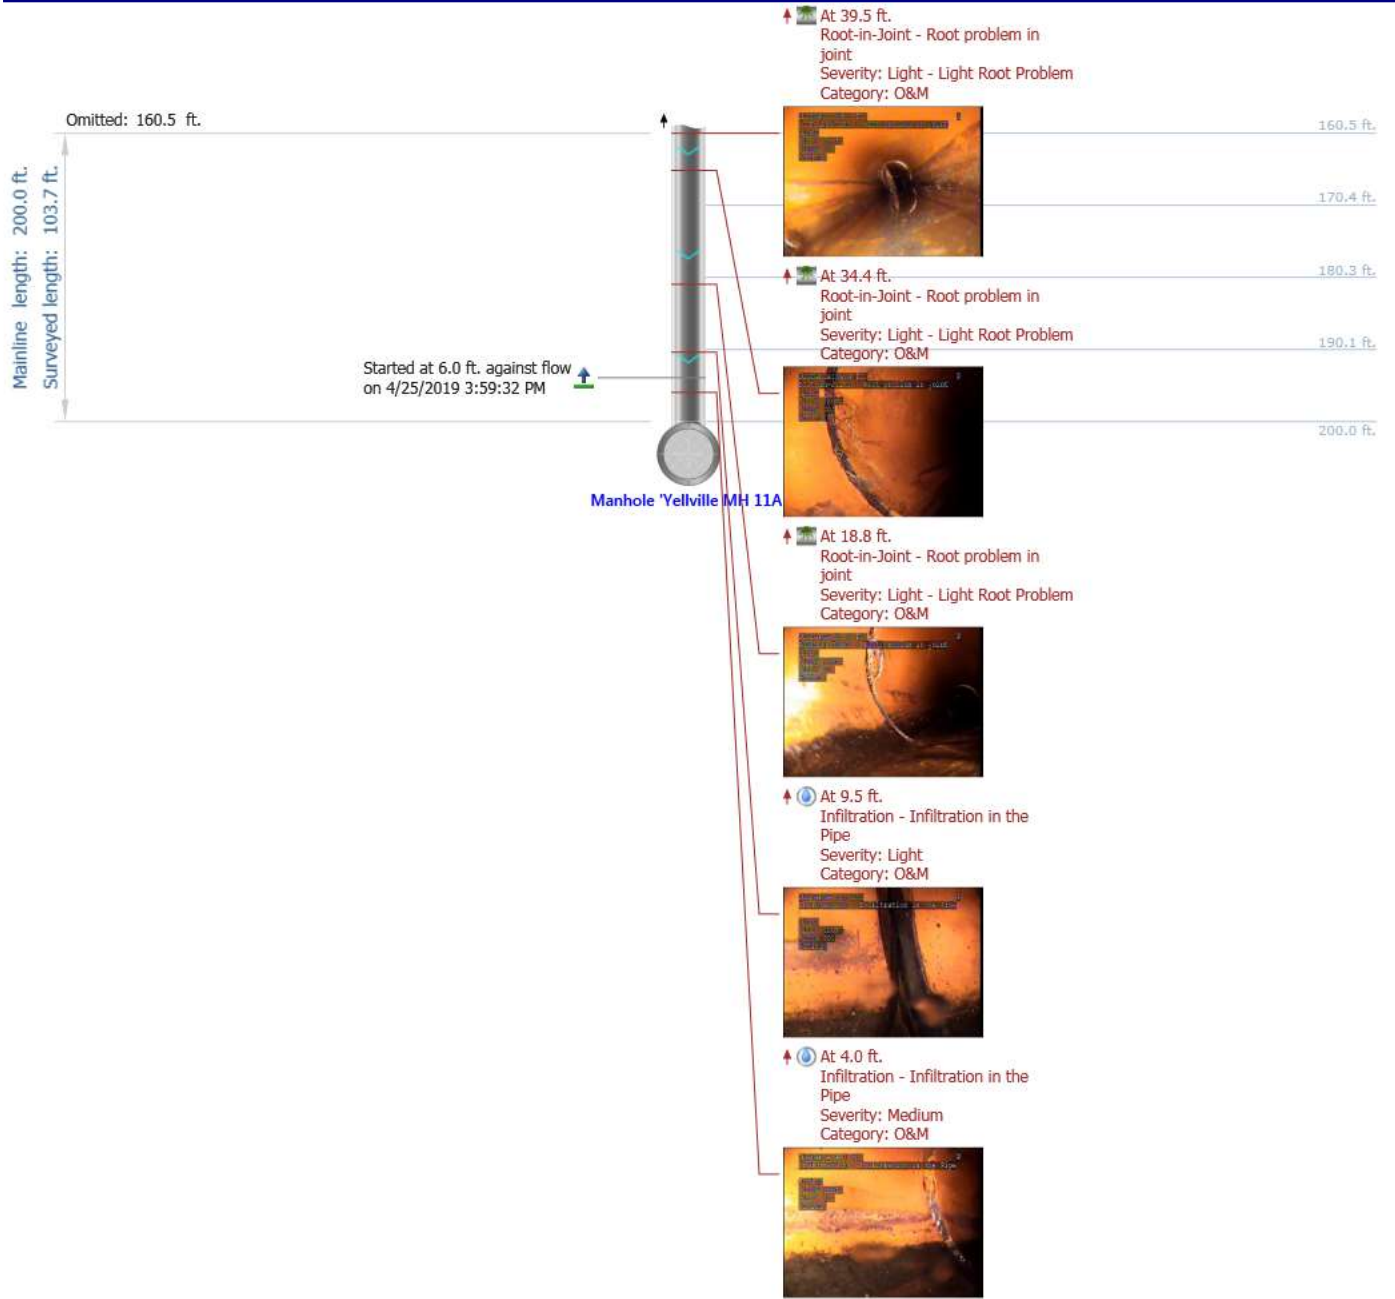 At 39.5 ft.
Root-in-Joint - Root problem in
joint
Severity: Light - Light Root Problem
Category: O&M
Omitted: 160.5 ft.
160.5 ft.
170.4 ft.
Mainline length: 200.0 ft.
Surveyed length: 103.7 ft.
At 34.4 ft.
Root-in-Joint - Root problem in
joint
Severity: Light - Light Root Problem
Category: O&M
180.3 ft.
190.1 ft.
Started at 6.0 ft. against flow
on 4/25/2019 3:59:32 PM
200.0 ft.
Manhole 'Yellville MH 11A
At 18.8 ft.
Root-in-Joint - Root problem in
joint
Severity: Light - Light Root Problem
Category: O&M
At 9.5 ft.
Infiltration - Infiltration in the
Pipe
Severity: Light
Category: O&M
At 4.0 ft.
Infiltration - Infiltration in the
Pipe
Severity: Medium
Category: O&M